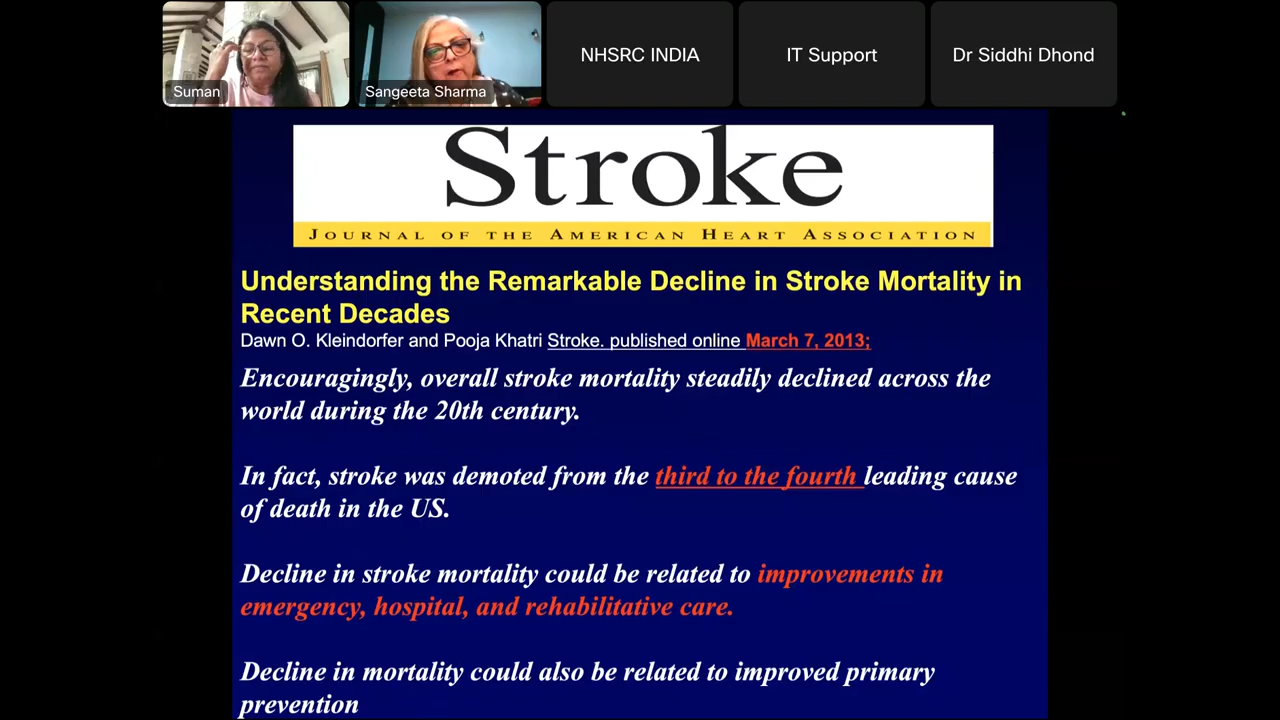 Suman
Sangeeta Sharma
NHSRC INDIA
IT Support
Dr Siddhi Dhond
Stroke
JOURNAL OF THE AMERICAN HEART ASSOCIATION
Understanding the Remarkable Decline in Stroke Mortality in
Recent Decades
Dawn O. Kleindorfer and Pooja Khatri Stroke. published online March 7, 2013;
Encouragingly, overall stroke mortality steadily declined across the
world during the 20th century.
In fact, stroke was demoted from the third to the fourth leading cause
of death in the US.
Decline in stroke mortality could be related to improvements in
emergency, hospital, and rehabilitative care.
Decline in mortality could also be related to improved primary
prevention